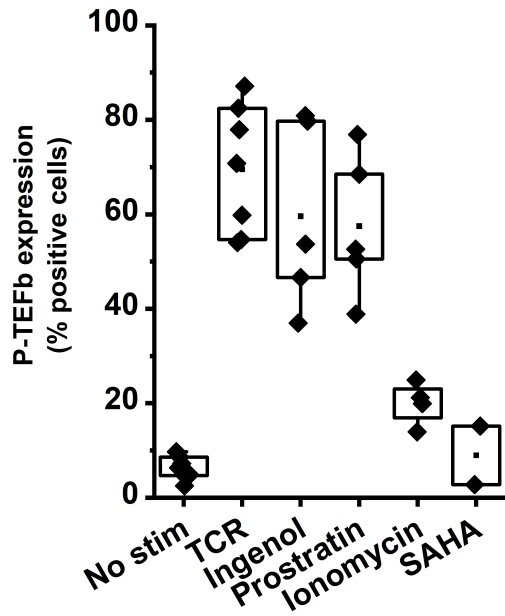 P-TEFb expression
(% positive cells)
100
80
60
40
20
0
No stim
TCR
Ingenol
Prostratin
Ionomycin
SAHA